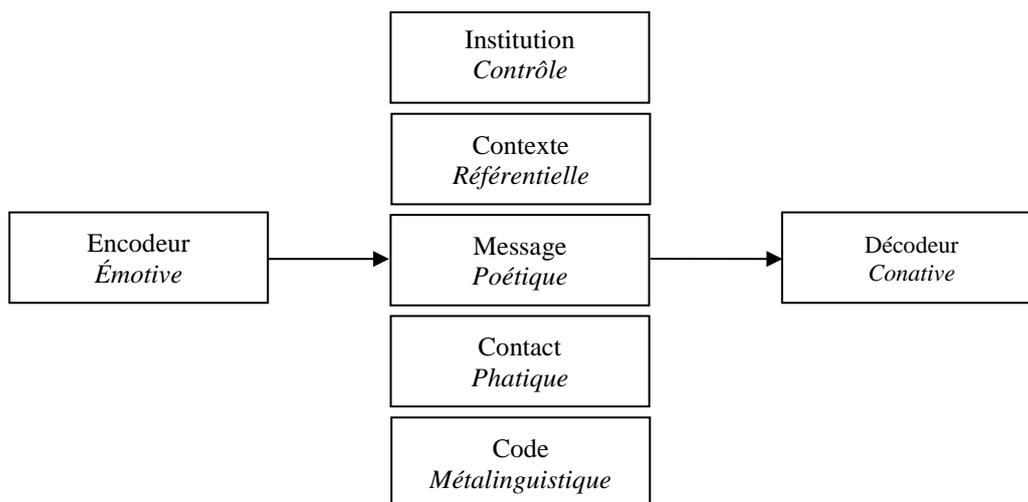 Institution
Contrôle
Contexte
Référentielle
Encodeur
Émotive
Message
Poétique
Décodeur
Conative
Contact
Phatique
Code
Métalinguistique